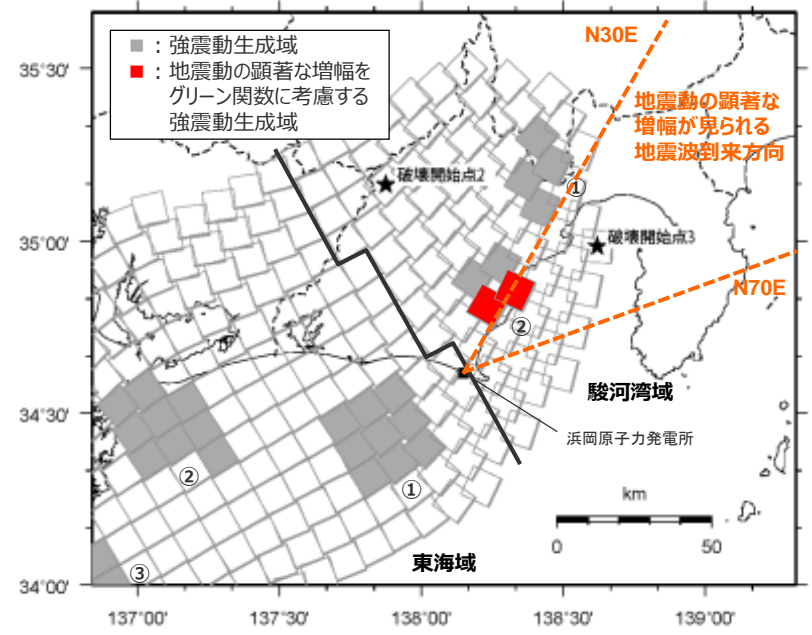 ■：強震動生成域
■：地震動の顕著な増幅を
グリーン関数に考慮する
強震動生成域
N30E
地震動の顕著な
増幅が見られる
地震波到来方向
破壊開始点2
①
破壊開始点3
N70E
②
駿河湾域
浜岡原子力発電所
②
①
③
東海域
km
0
50
35°30'
35°00'
34°30'
34°00'
137°00'
137°30'
138°00'
138°30'
139°00'